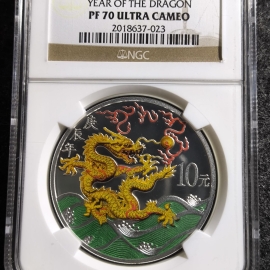 YEAR OF THE DRAGON
PF 70 ULTRA CAMEO
2018637-023
NGC
庚辰年
10元